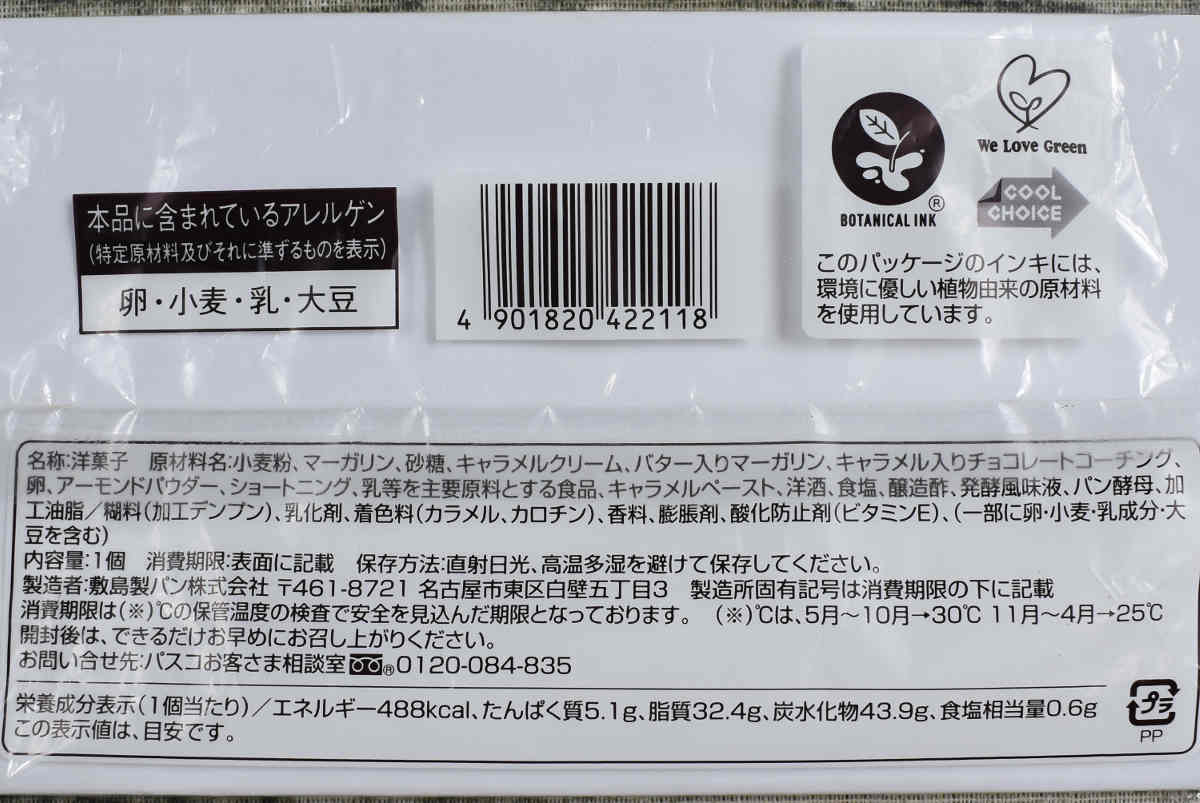 本品に含まれているアレルゲン
(特定原材料及びそれに準ずるものを表示)
卵・小麦・乳・大豆
4 901820 422118
We Love Green
BOTANICAL INK ®
COOL
CHOICE
このパッケージのインキには、
環境に優しい植物由来の原材料
を使用しています。
名称:洋菓子 原材料名:小麦粉、マーガリン、砂糖、キャラメルクリーム、バター入りマーガリン、キャラメル入りチョコレートコーチング、
卵、アーモンドパウダー、ショートニング、乳等を主要原料とする食品、キャラメルペースト、洋酒、食塩、醸造酢、発酵風味液、パン酵母、加
工油脂/糊料(加工デンプン)、乳化剤、着色料(カラメル、カロチン)、香料、膨脹剤、酸化防止剤(ビタミンE)、(一部に卵・小麦・乳成分・大
豆を含む)
内容量:1個 消費期限:表面に記載 保存方法:直射日光、高温多湿を避けて保存してください。
製造者:敷島製パン株式会社 〒461-8721 名古屋市東区白壁五丁目3 製造所固有記号は消費期限の下に記載
消費期限は(※)℃の保管温度の検査で安全を見込んだ期限となっております。 (※)℃は、5月~10月→30℃ 11月~4月→25℃
開封後は、できるだけお早めにお召し上がりください。
お問い合せ先:パスコお客さま相談室 ®0120-084-835
栄養成分表示(1個当たり)/エネルギー488kcal、たんぱく質5.1g、脂質32.4g、炭水化物43.9g、食塩相当量0.6g
この表示値は、目安です。
プラ
PP